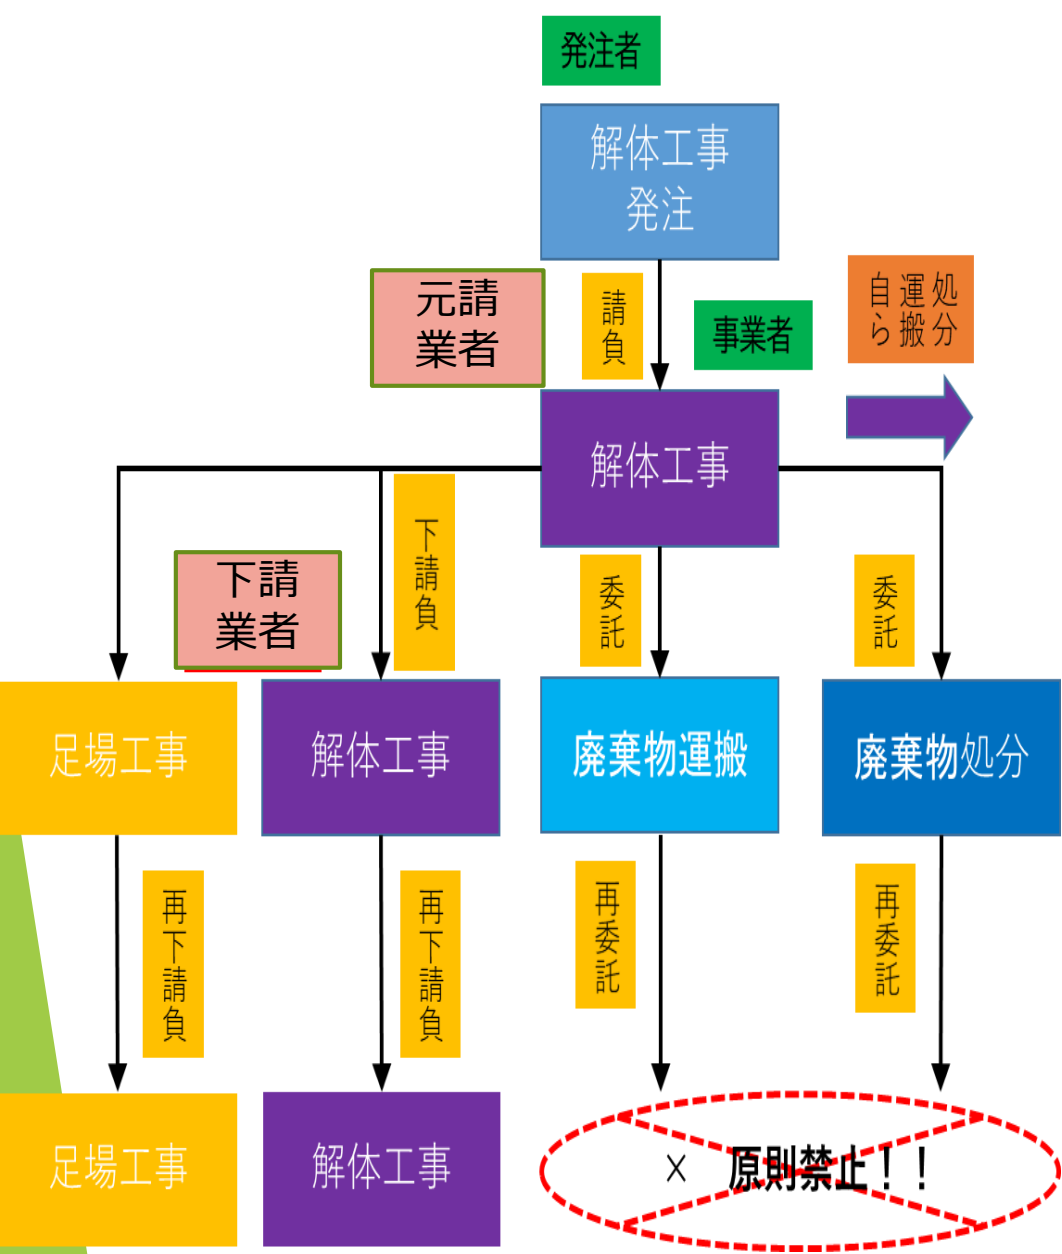 発注者
解体工事
発注
元請
業者
請負
事業者
自ら
運搬
処分
解体工事
下請負
下請
業者
委託
委託
足場工事
解体工事
廃棄物運搬
廃棄物処分
再下請負
再下請負
再委託
再委託
足場工事
解体工事
× 原則禁止！！